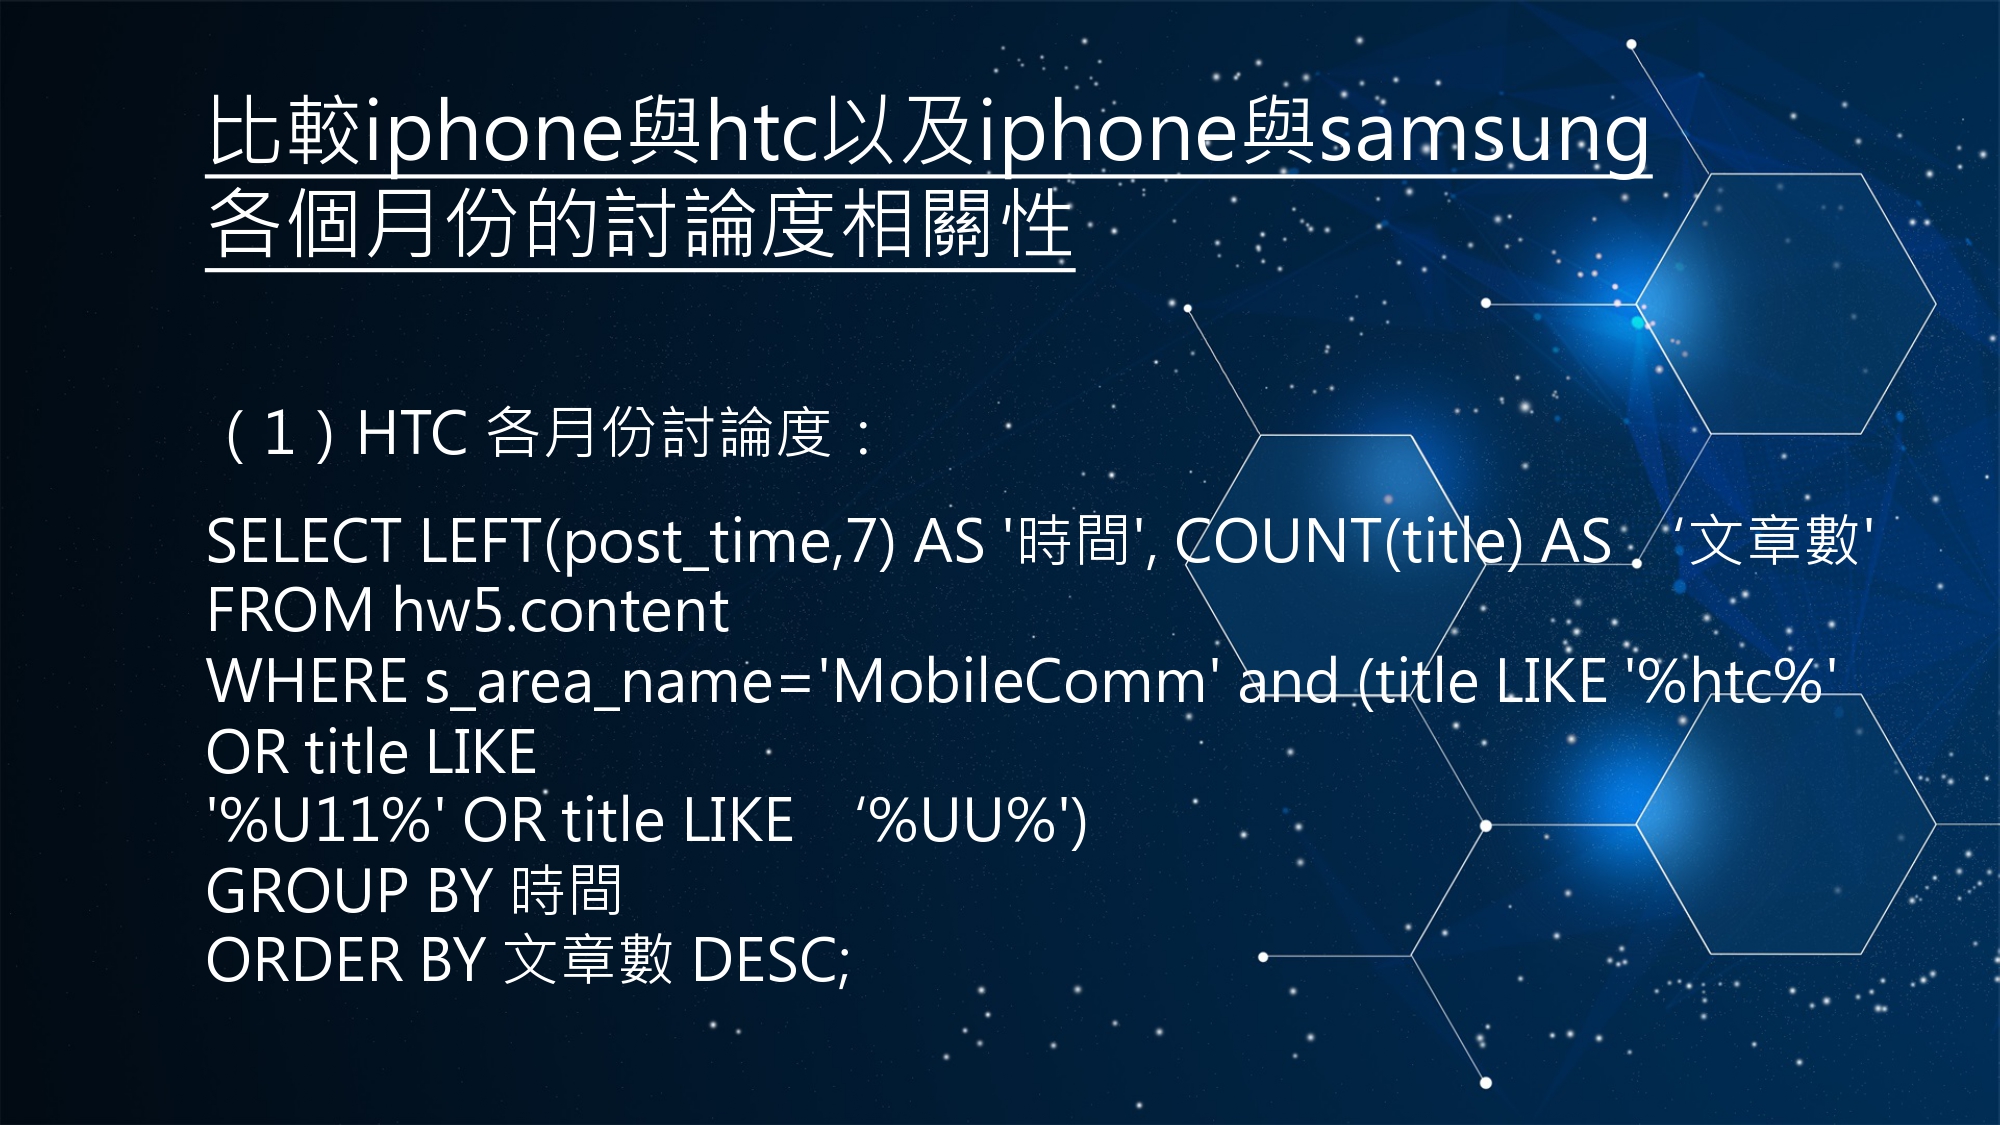 比較iphone與htc以及iphone與samsung
各個月份的討論度相關性
（1）HTC 各月份討論度：
SELECT LEFT(post_time,7) AS '時間', COUNT(title) AS ‘文章數'
FROM hw5.content
WHERE s_area_name='MobileComm' and (title LIKE '%htc%'
OR title LIKE
'%U11%' OR title LIKE ‘%UU%')
GROUP BY 時間
ORDER BY 文章數 DESC;